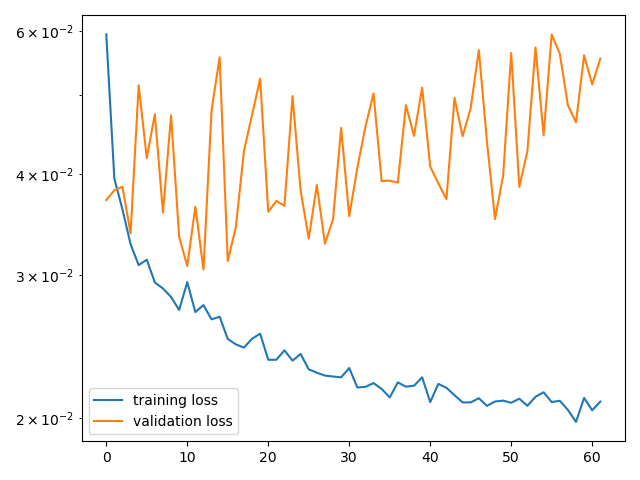 6 × 10⁻²
4 × 10⁻²
3 × 10⁻²
2 × 10⁻²
training loss
validation loss
0 10 20 30 40 50 60